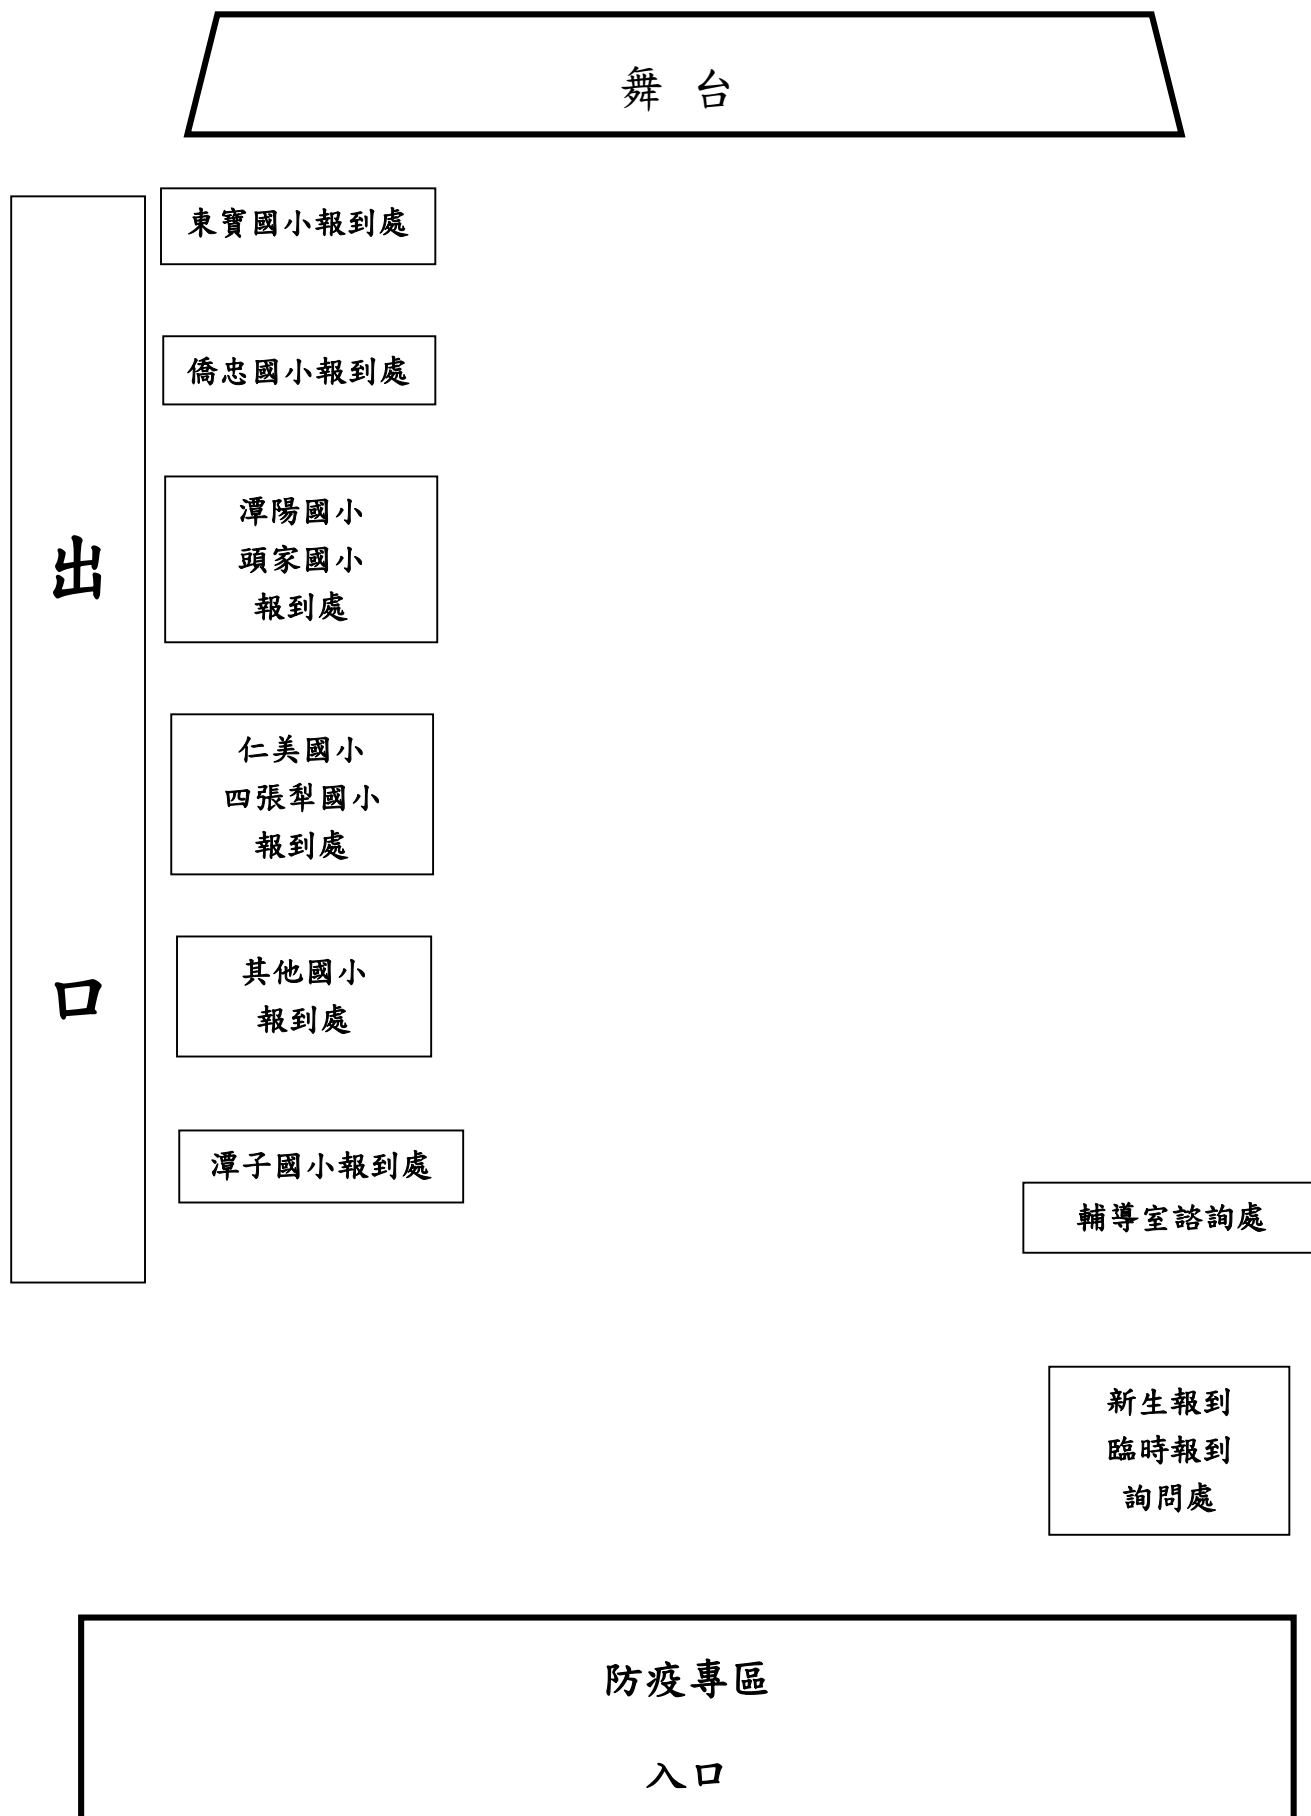 舞 台
東寶國小報到處
僑忠國小報到處
潭陽國小
頭家國小
報到處
出
口
仁美國小
四張犁國小
報到處
其他國小
報到處
潭子國小報到處
輔導室諮詢處
新生報到
臨時報到
詢問處
防疫專區
入口